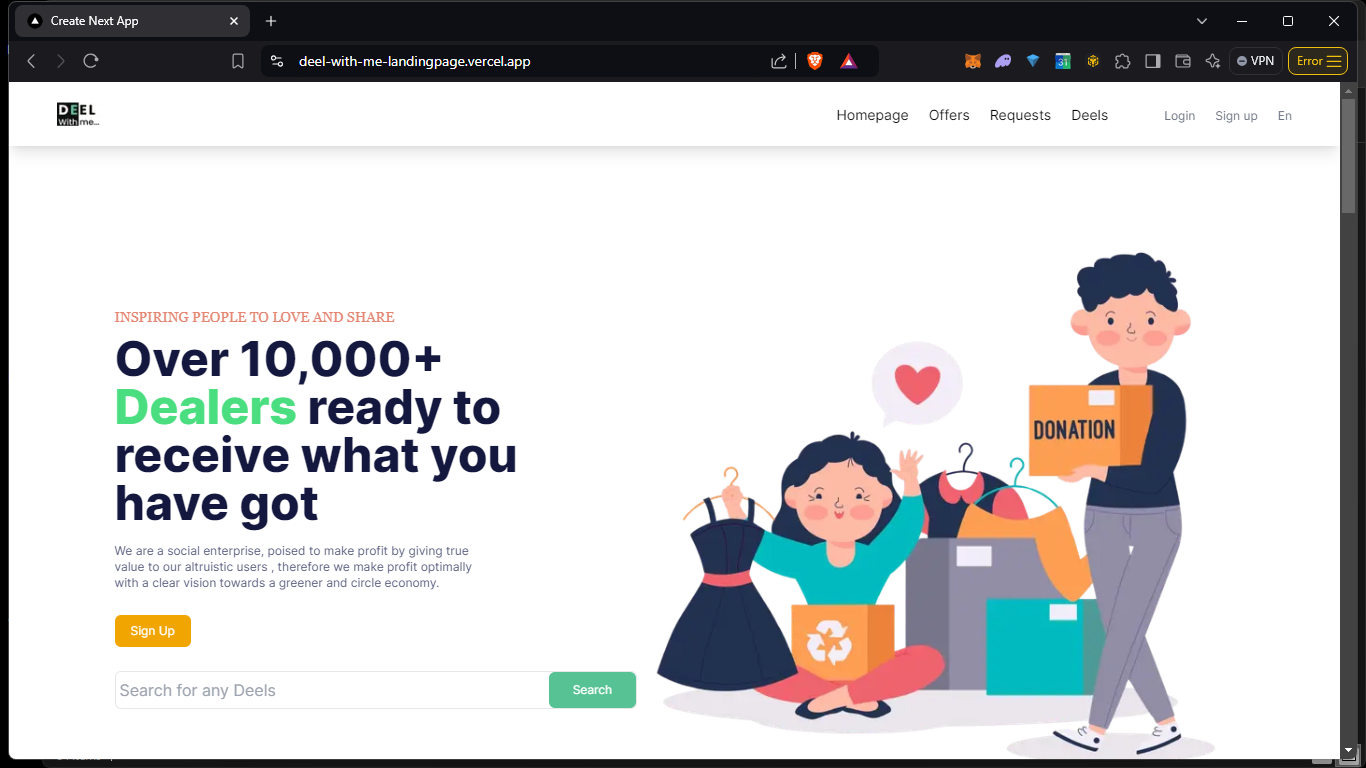 Create Next App
deel-with-me-landingpage.vercel.app
VPN
Error
DEEL
With me...
Homepage
Offers
Requests
Deels
Login
Sign up
En
INSPIRING PEOPLE TO LOVE AND SHARE
Over 10,000+
Dealers ready to
receive what you
have got
We are a social enterprise, poised to make profit by giving true
value to our altruistic users , therefore we make profit optimally
with a clear vision towards a greener and circle economy.
Sign Up
Search for any Deels
Search
DONATION
31